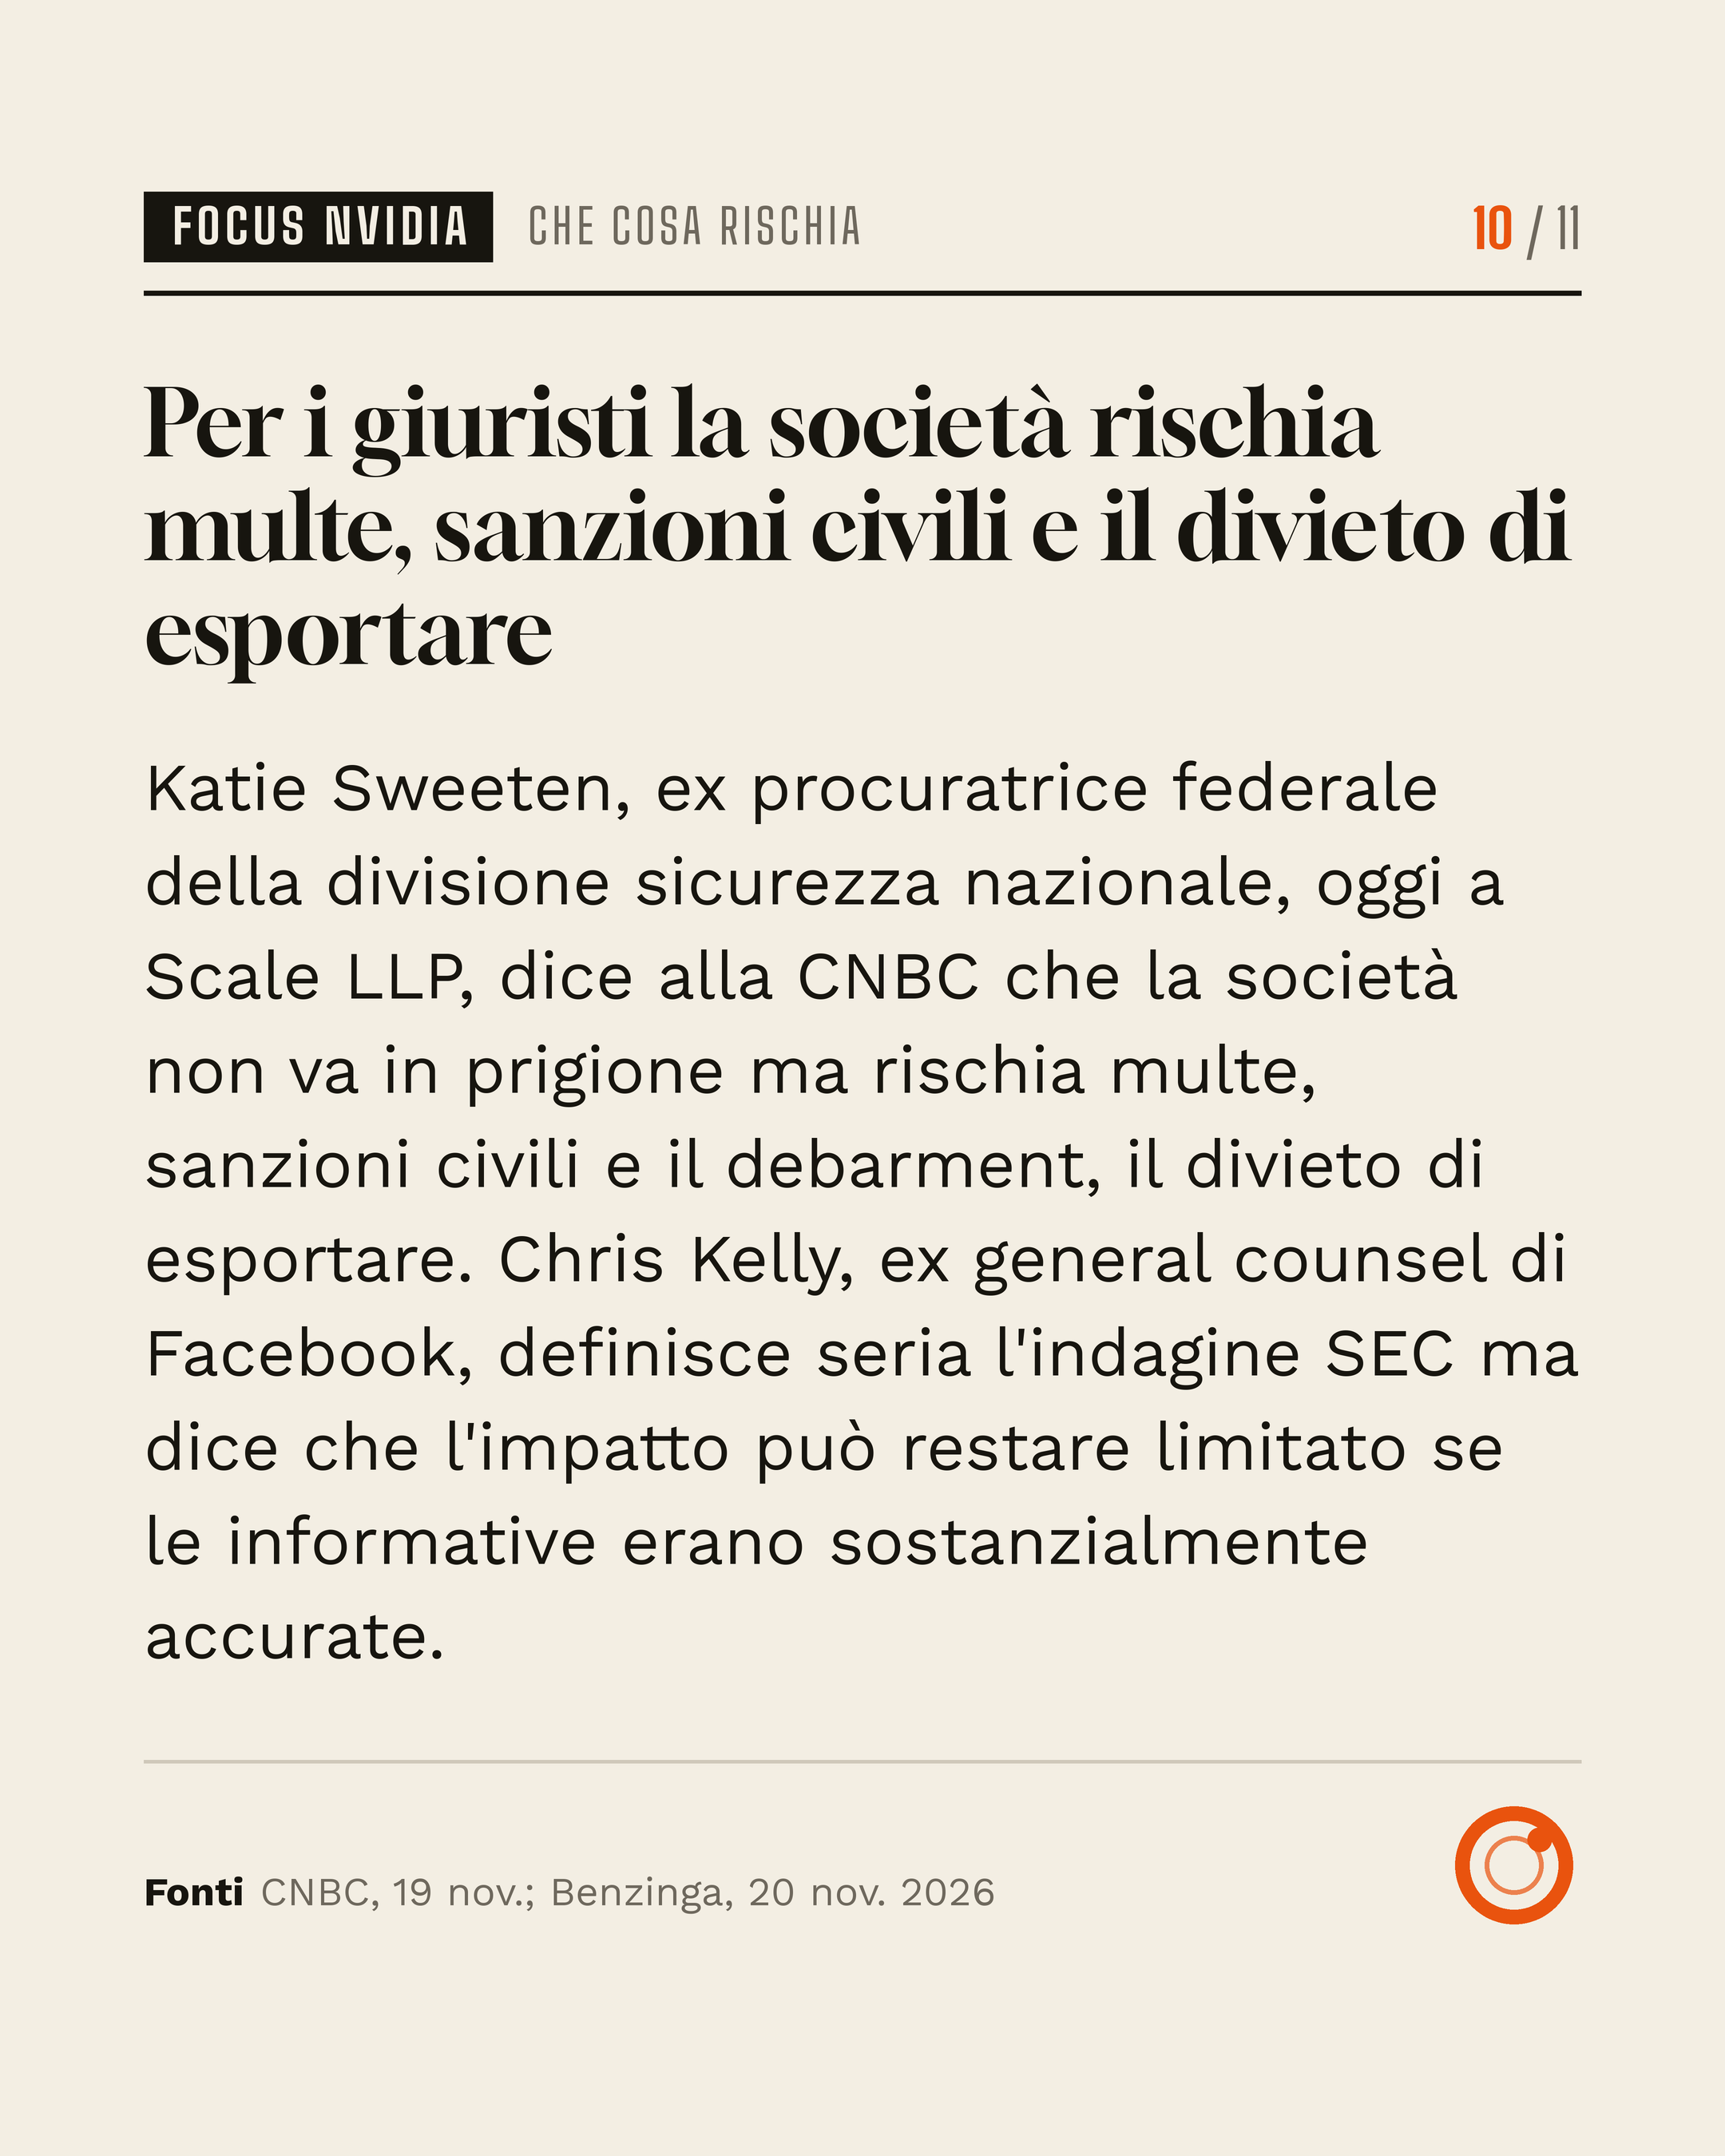 FOCUS NVIDIA CHE COSA RISCHIA 10 / 11
Per i giuristi la società rischia
multe, sanzioni civili e il divieto di
esportare
Katie Sweeten, ex procuratrice federale
della divisione sicurezza nazionale, oggi a
Scale LLP, dice alla CNBC che la società
non va in prigione ma rischia multe,
sanzioni civili e il debarment, il divieto di
esportare. Chris Kelly, ex general counsel di
Facebook, definisce seria l'indagine SEC ma
dice che l'impatto può restare limitato se
le informative erano sostanzialmente
accurate.
Fonti CNBC, 19 nov.; Benzinga, 20 nov. 2026